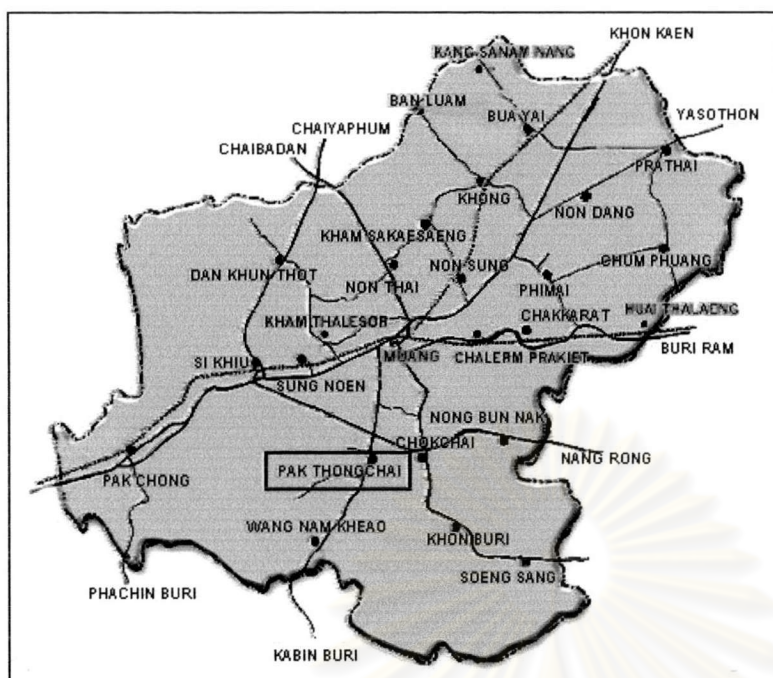 KHON KAEN
KANG SANAM NANG
BAN LUAM
BUA YAI
YASOTHON
CHAIYAPHUM
CHAIBADAN
PRATHAI
KHONG
NON DANG
KHAM SAKAESAENG
DAN KHUN THOT
NON THAI
NON SUNG
PHIMAI
CHUM PHUANG
KHAM THALESOR
CHAKKARAT
HUAI THALAENG
MUANG
CHALERM PRAKIET
BURI RAM
SI KHIU
SUNG NOEN
NONG BUN NAK
CHOKCHAI
NANG RONG
PAK CHONG
PAK THONGCHAI
WANG NAM KHEAO
KHON BURI
SOENG SANG
PHACHIN BURI
KABIN BURI